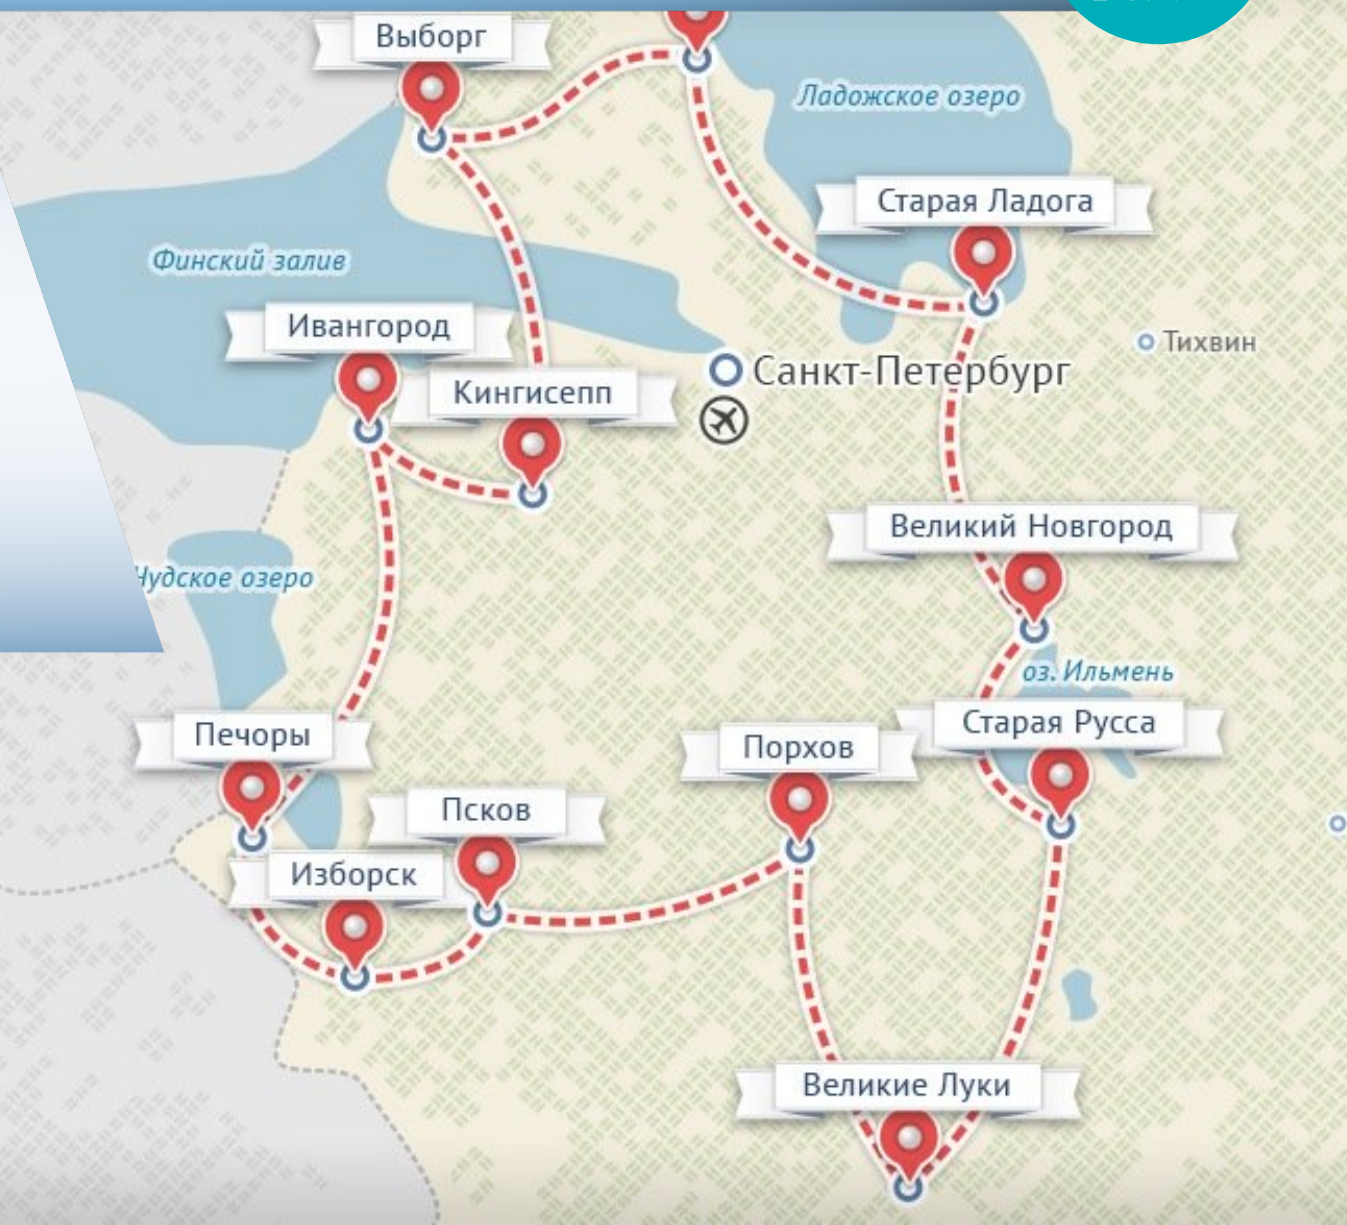 Выборг
Ладожское озеро
Старая Ладога
Финский залив
Ивангород
Тихвин
Санкт-Петербург
Кингисепп
Великий Новгород
Чудское озеро
оз. Ильмень
Старая Русса
Печоры
Порхов
Псков
Изборск
Великие Луки